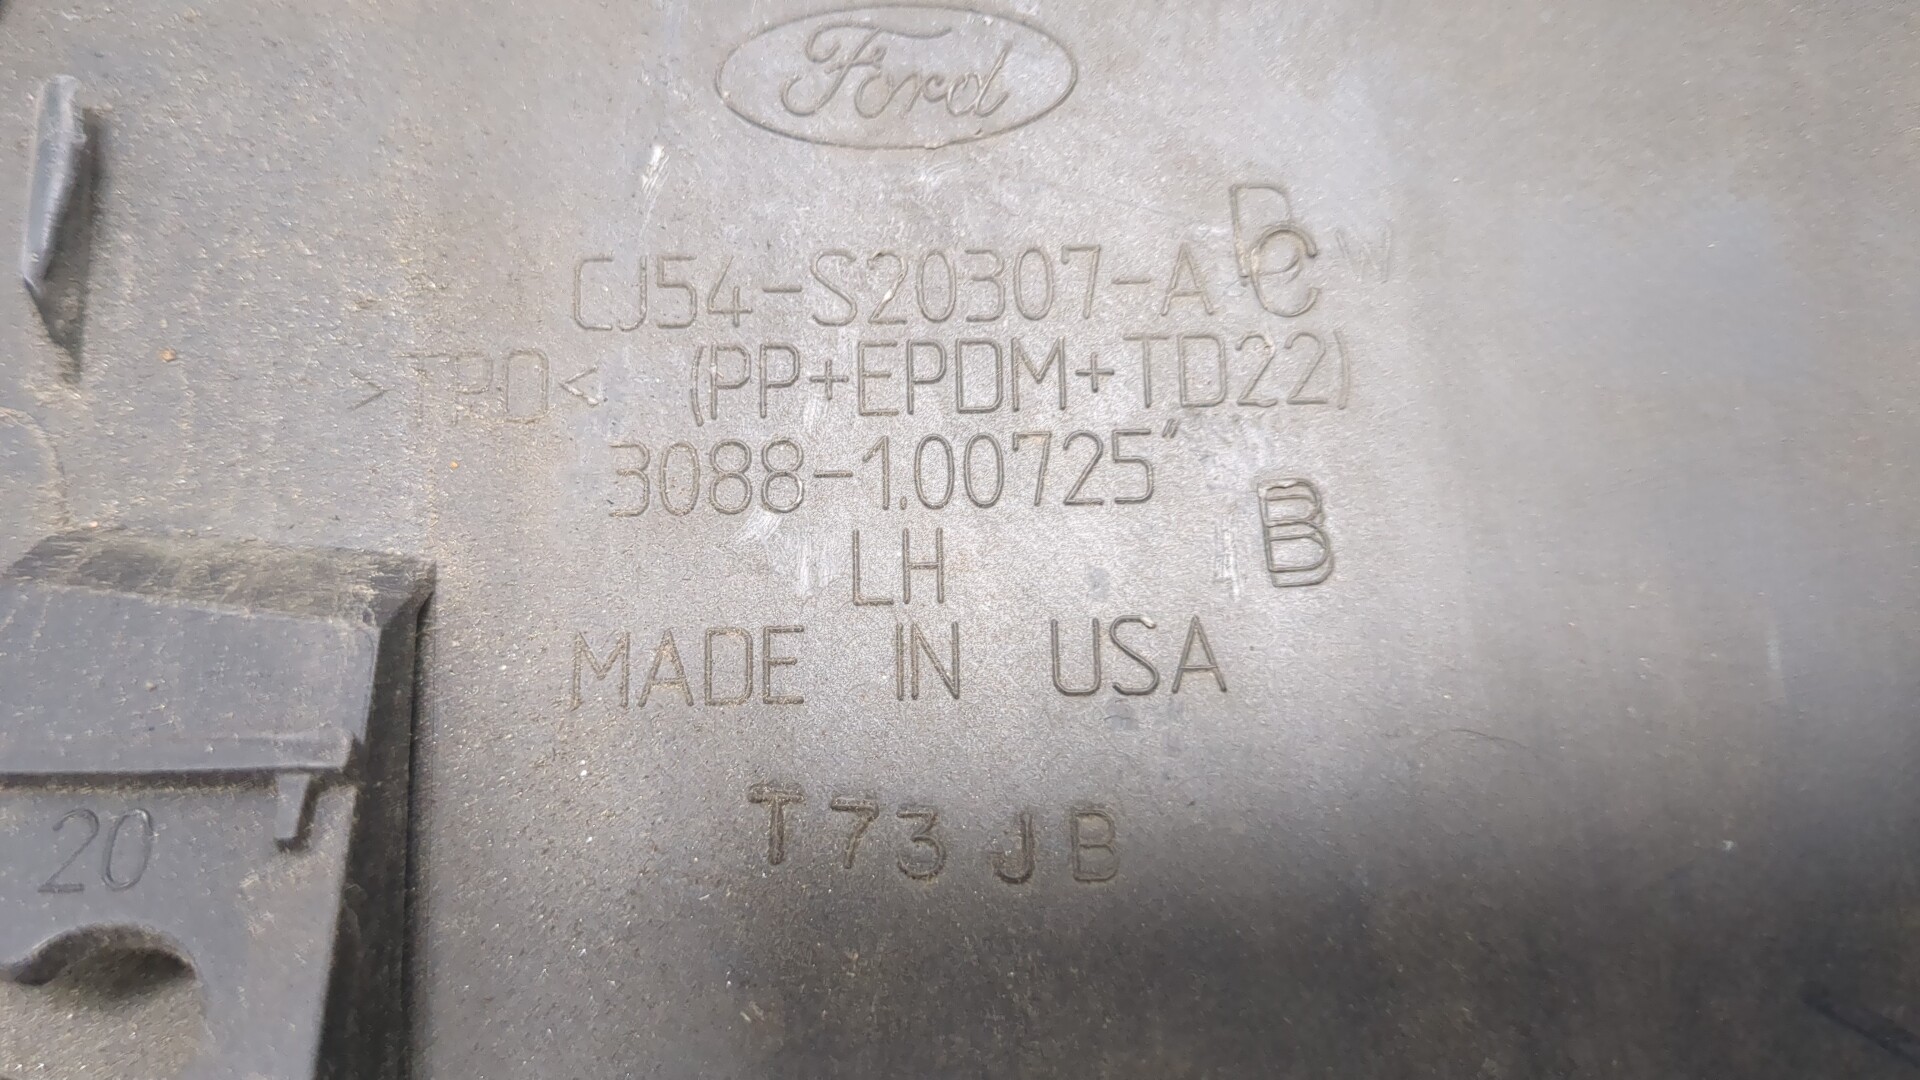 Ford
CJ54-S20307-A
>TPO< (PP+EPDM+TD22)
3088-1.00725"
B
LH
MADE IN USA
T73JB
20